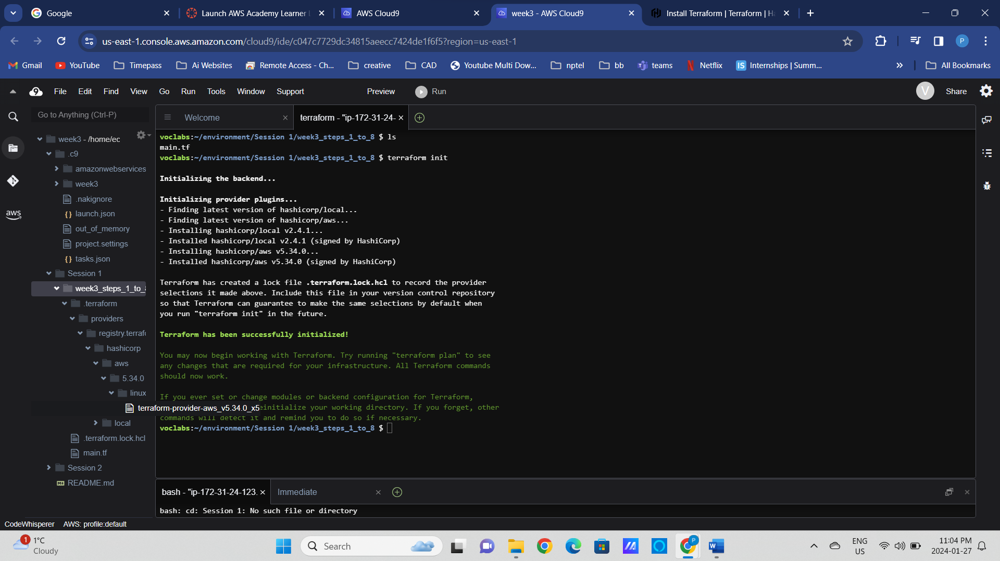 Google
Launch AWS Academy Learner
AWS Cloud9
week3 - AWS Cloud9
Install Terraform | Terraform | Ha
us-east-1.console.aws.amazon.com/cloud9/ide/c047c7729dc34815aeecc7424de1f6f5?region=us-east-1
P
Gmail
YouTube
Timepass
Ai Websites
Remote Access - Ch...
creative
CAD
Youtube Multi Dow...
nptel
bb
teams
Netflix
IS
Internships | Summ...
All Bookmarks
9
File
Edit
Find
View
Go
Run
Tools
Window
Support
Preview
Run
V
Share
Go to Anything (Ctrl-P)
Welcome
terraform - "ip-172-31-24-
week3 - /home/ec
.c9
amazonwebservices
week3
.nakignore
launch.json
out_of_memory
project.settings
tasks.json
Session 1
week3_steps_1_to_8
.terraform
providers
registry.terrafo
hashicorp
aws
5.34.0
linux
terraform-provider-aws_v5.34.0_x5
local
.terraform.lock.hcl
main.tf
Session 2
README.md
aws
voclabs:~/environment/Session 1/week3_steps_1_to_8 $ ls
main.tf
voclabs:~/environment/Session 1/week3_steps_1_to_8 $ terraform init
Initializing the backend...
Initializing provider plugins...
- Finding latest version of hashicorp/local...
- Finding latest version of hashicorp/aws...
- Installing hashicorp/local v2.4.1...
- Installed hashicorp/local v2.4.1 (signed by HashiCorp)
- Installing hashicorp/aws v5.34.0...
- Installed hashicorp/aws v5.34.0 (signed by HashiCorp)
Terraform has created a lock file .terraform.lock.hcl to record the provider
selections it made above. Include this file in your version control repository
so that Terraform can guarantee to make the same selections by default when
you run "terraform init" in the future.
Terraform has been successfully initialized!
You may now begin working with Terraform. Try running "terraform plan" to see
any changes that are required for your infrastructure. All Terraform commands
should now work.
If you ever set or change modules or backend configuration for Terraform,
einitialize your working directory. If you forget, other
commands will detect it and remind you to do so if necessary.
voclabs:~/environment/Session 1/week3_steps_1_to_8 $
bash - "ip-172-31-24-123.
Immediate
bash: cd: Session 1: No such file or directory
CodeWhisperer
AWS: profile:default
1
1°C
Cloudy
Search
P
W
ENG
US
11:04 PM
2024-01-27